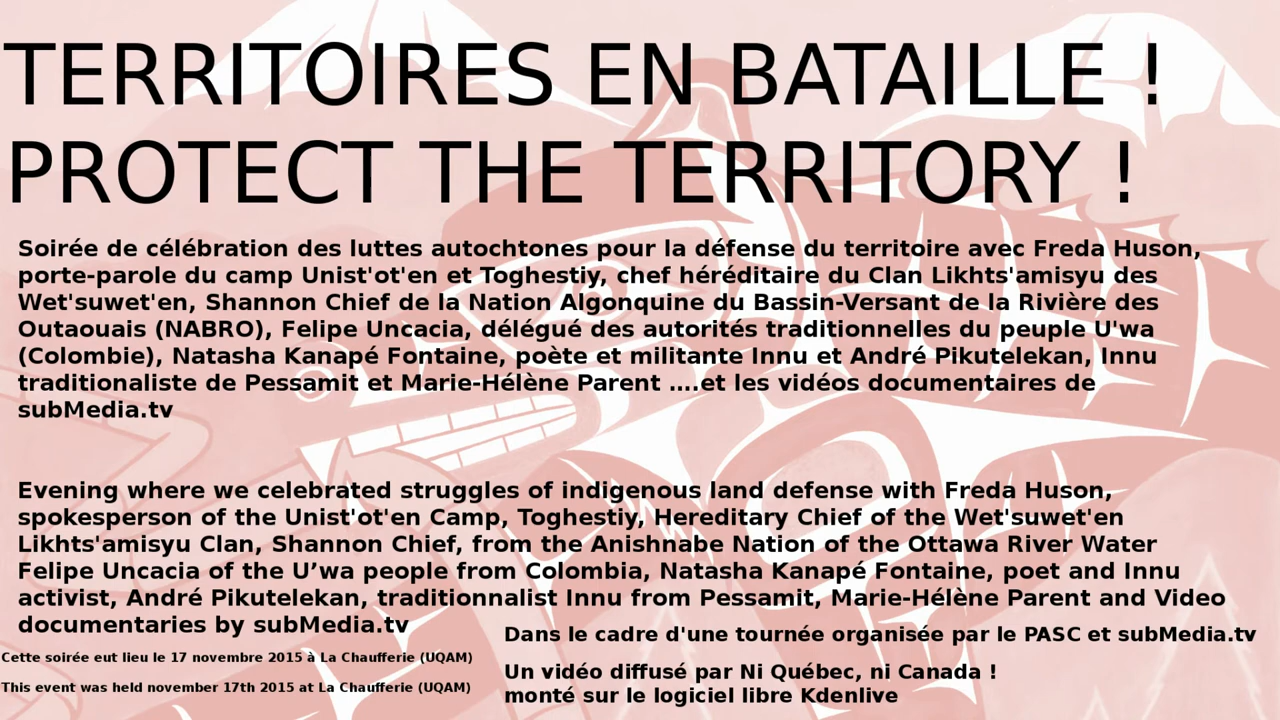 TERRITOIRES EN BATAILLE !
PROTECT THE TERRITORY !
Soirée de célébration des luttes autochtones pour la défense du territoire avec Freda Huson,
porte-parole du camp Unist'ot'en et Toghestiy, chef héréditaire du Clan Likhts'amisyu des
Wet'suwet'en, Shannon Chief de la Nation Algonquine du Bassin-Versant de la Rivière des
Outaouais (NABRO), Felipe Uncacia, délégué des autorités traditionnelles du peuple U'wa
(Colombie), Natasha Kanapé Fontaine, poète et militante Innu et André Pikutelekan, Innu
traditionaliste de Pessamit et Marie-Hélène Parent ....et les vidéos documentaires de
subMedia.tv
Evening where we celebrated struggles of indigenous land defense with Freda Huson,
spokesperson of the Unist'ot'en Camp, Toghestiy, Hereditary Chief of the Wet'suwet'en
Likhts'amisyu Clan, Shannon Chief, from the Anishnabe Nation of the Ottawa River Water
Felipe Uncacia of the U’wa people from Colombia, Natasha Kanapé Fontaine, poet and Innu
activist, André Pikutelekan, traditionnalist Innu from Pessamit, Marie-Hélène Parent and Video
documentaries by subMedia.tv
Cette soirée eut lieu le 17 novembre 2015 à La Chaufferie (UQAM)
This event was held november 17th 2015 at La Chaufferie (UQAM)
Dans le cadre d'une tournée organisée par le PASC et subMedia.tv
Un vidéo diffusé par Ni Québec, ni Canada !
monté sur le logiciel libre Kdenlive